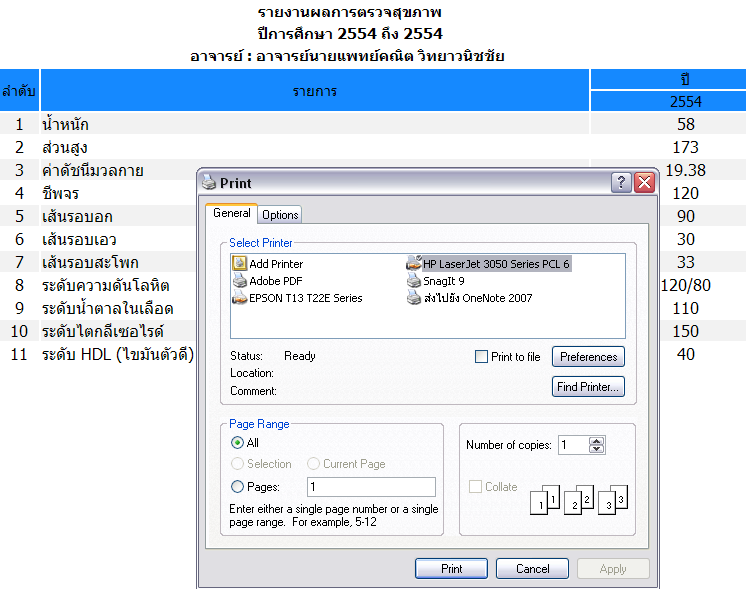 รายงานผลการตรวจสุขภาพ
ปีการศึกษา 2554 ถึง 2554
อาจารย์ : อาจารย์นายแพทย์คณิต วิทยาวนิชชัย
ลำดับ รายการ ปี
2554
1 น้ำหนัก 58
2 ส่วนสูง 173
3 ค่าดัชนีมวลกาย 19.38
4 ชีพจร 120
5 เส้นรอบอก 90
6 เส้นรอบเอว 30
7 เส้นรอบสะโพก 33
8 ระดับความดันโลหิต 120/80
9 ระดับน้ำตาลในเลือด 110
10 ระดับไตกลีเซอไรด์ 150
11 ระดับ HDL (ไขมันตัวดี) 40
Print
General Options
Select Printer
Add Printer HP LaserJet 3050 Series PCL 6
Adobe PDF SnagIt 9
EPSON T13 T22E Series ส่งไปยัง OneNote 2007
Status: Ready Print to file Preferences
Location:
Comment: Find Printer...
Page Range
All
Selection Current Page
Pages: 1
Enter either a single page number or a single
page range. For example, 5-12
Number of copies: 1
Collate
1 1 2 2 3 3
Print Cancel Apply